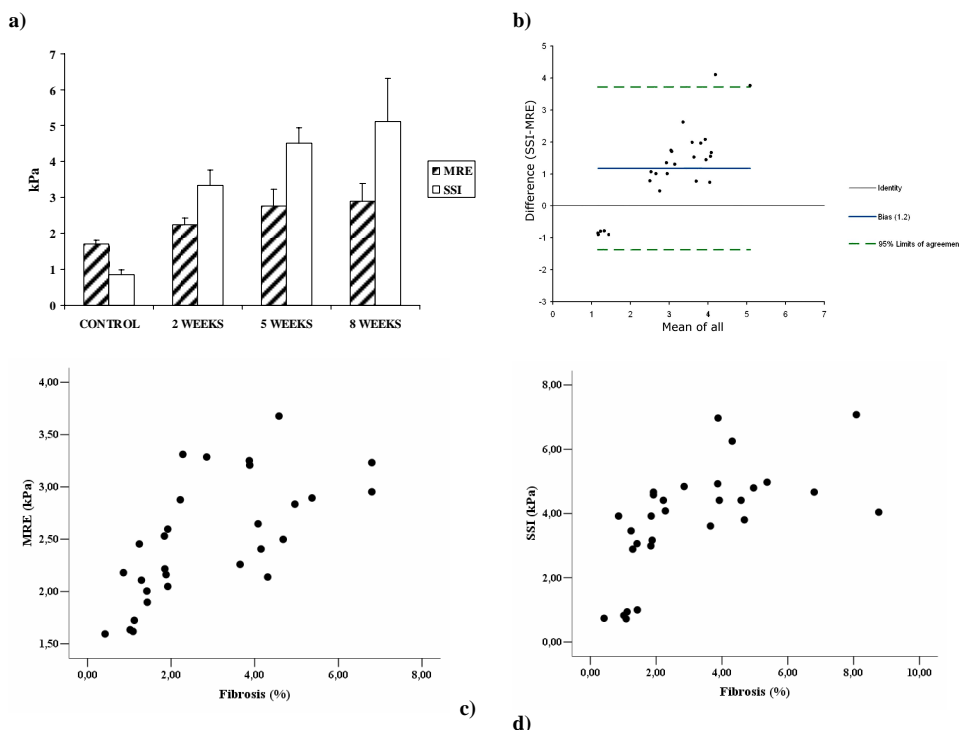 a)
7
6
5
4
3
2
1
0
kPa
CONTROL
2 WEEKS
5 WEEKS
8 WEEKS
MRE
SSI
b)
5
4
3
2
1
0
-1
-2
-3
Difference (SSI-MRE)
0 1 2 3 4 5 6 7
Mean of all
Identity
Bias (1.2)
95% Limits of agreemen
4,00
3,50
3,00
2,50
2,00
1,50
MRE (kPa)
0,00 2,00 4,00 6,00 8,00
Fibrosis (%)
c)
8,00
6,00
4,00
2,00
0,00
SSI (kPa)
0,00 2,00 4,00 6,00 8,00 10,00
Fibrosis (%)
d)